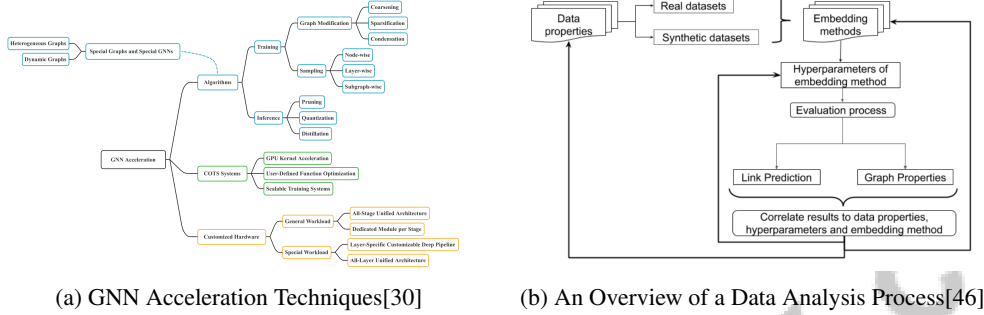 Coarsening
Graph Modification
Sparsification
Condensation
Training
Heterogeneous Graphs
Special Graphs and Special GNNs
Dynamic Graphs
Node-wise
Sampling
Layer-wise
Subgraph-wise
Algorithms
Pruning
Inference
Quantization
Distillation
GNN Acceleration
GPU Kernel Acceleration
COTS Systems
User-Defined Function Optimization
Scalable Training Systems
All-Stage Unified Architecture
General Workload
Dedicated Module per Stage
Customized Hardware
Layer-Specific Customizable Deep Pipeline
Special Workload
All-Layer Unified Architecture
(a) GNN Acceleration Techniques[30]
Data
properties
Real datasets
Synthetic datasets
Embedding
methods
Hyperparameters of
embedding method
Evaluation process
Link Prediction
Graph Properties
Correlate results to data properties,
hyperparameters and embedding method
(b) An Overview of a Data Analysis Process[46]